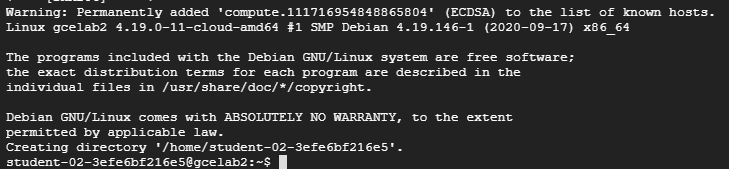 Warning: Permanently added 'compute.111716954848865804' (ECDSA) to the list of known hosts.
Linux gcelab2 4.19.0-11-cloud-amd64 #1 SMP Debian 4.19.146-1 (2020-09-17) x86_64
The programs included with the Debian GNU/Linux system are free software;
the exact distribution terms for each program are described in the
individual files in /usr/share/doc/*/copyright.
Debian GNU/Linux comes with ABSOLUTELY NO WARRANTY, to the extent
permitted by applicable law.
Creating directory '/home/student-02-3efe6bf216e5'.
student-02-3efe6bf216e5@gcelab2:~$